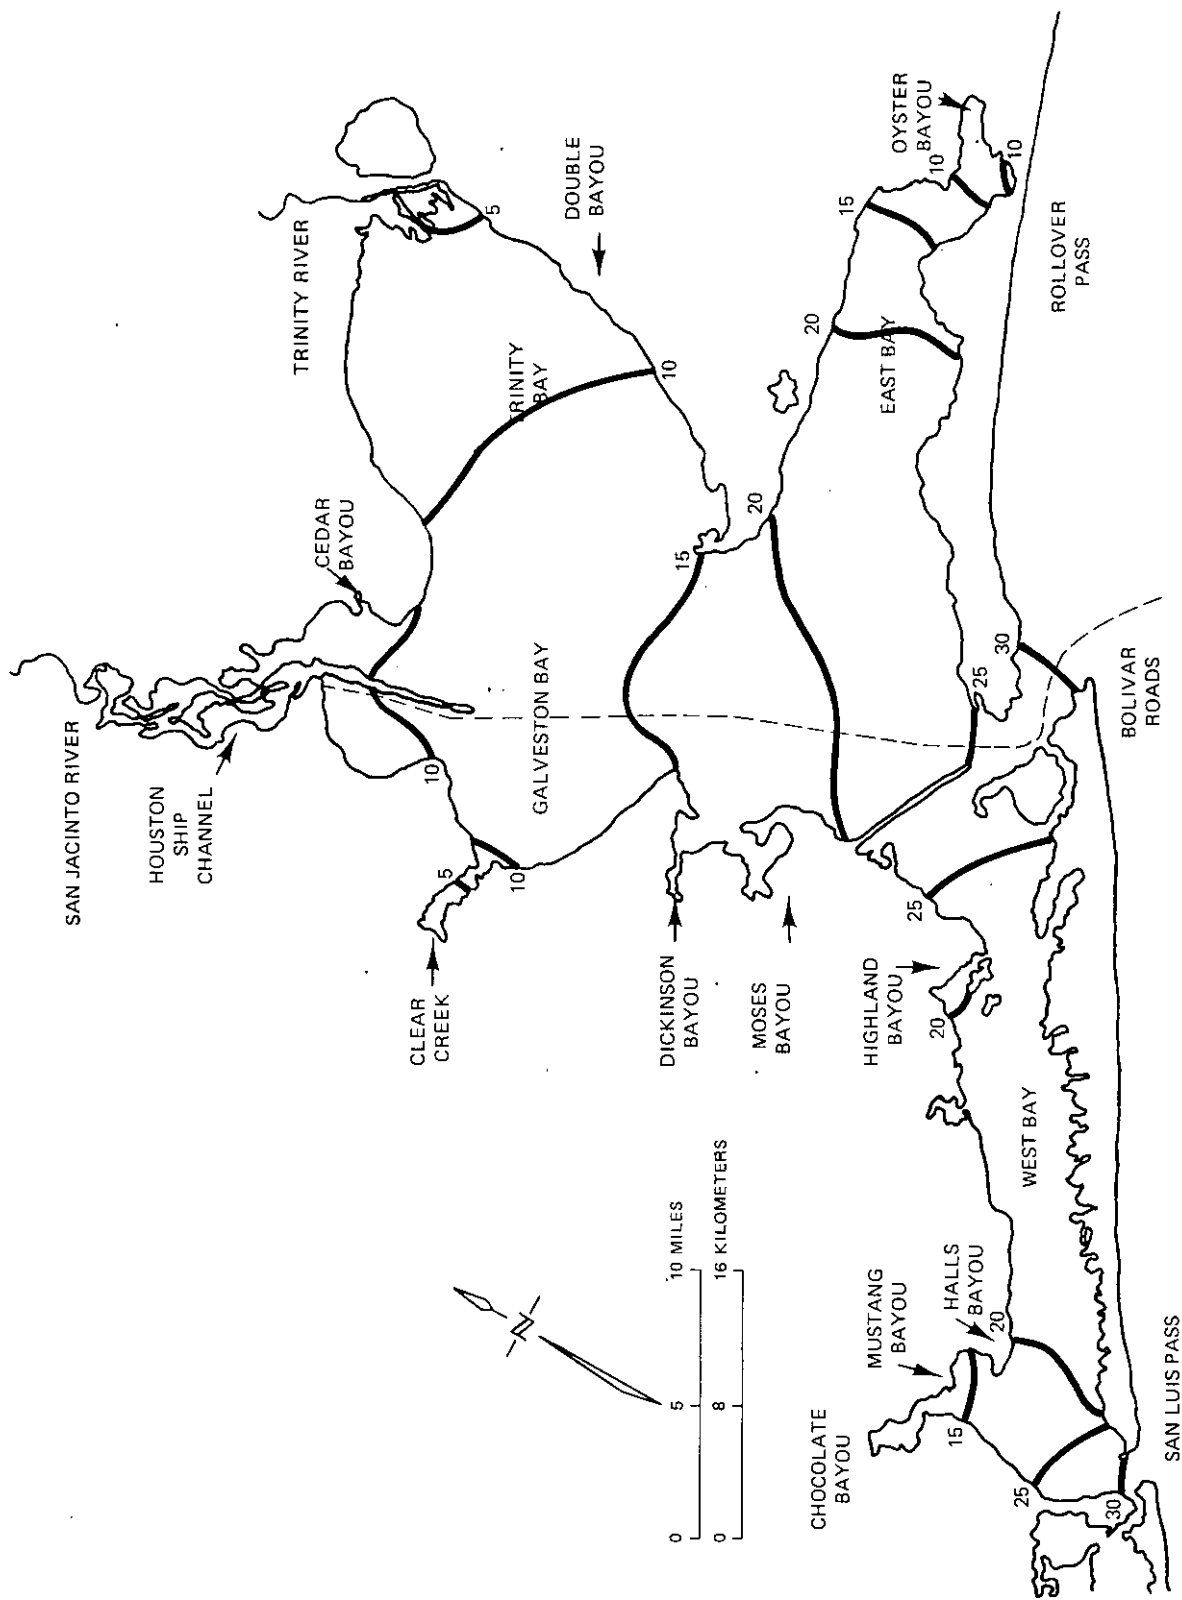 SAN JACINTO RIVER
HOUSTON
SHIP
CHANNEL
TRINITY RIVER
CEDAR
BAYOU
CLEAR
CREEK
5
10
10
5
TRINITY
BAY
GALVESTON BAY
DOUBLE
BAYOU
10
N
DICKINSON
BAYOU
15
0 5 10 MILES
0 8 16 KILOMETERS
MOSES
BAYOU
20
20
15
CHOCOLATE
BAYOU
MUSTANG
BAYOU
HIGHLAND
BAYOU
EAST BAY
OYSTER
BAYOU
10
10
25
20
HALLS
BAYOU
15
20
25
30
25
WEST BAY
30
ROLLOVER
PASS
BOLIVAR
ROADS
SAN LUIS PASS